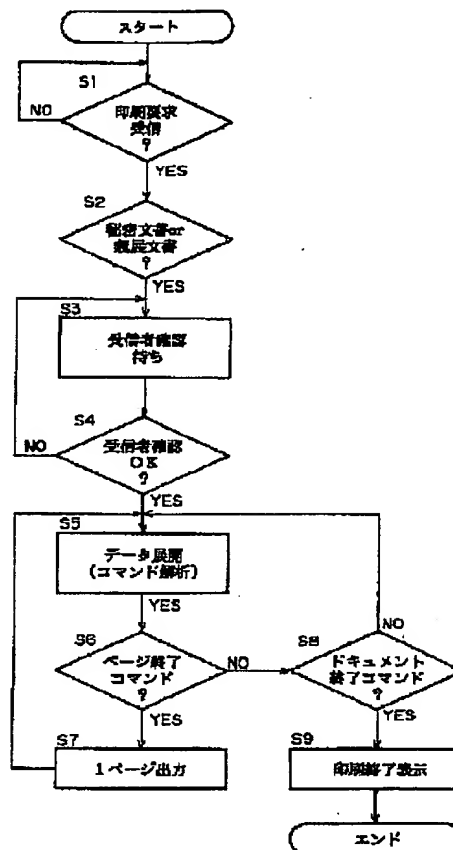 スタート
S1
印刷要求
受信
?
NO
YES
S2
秘密文書or
親展文書
?
YES
S3
受信者確認
待ち
S4
受信者確認
OK
?
NO
YES
S5
データ展開
(コマンド解析)
YES
S6
ページ終了
コマンド
?
NO
YES
S7
1ページ出力
NO
S8
ドキュメント
終了コマンド
?
YES
S9
印刷終了表示
エンド